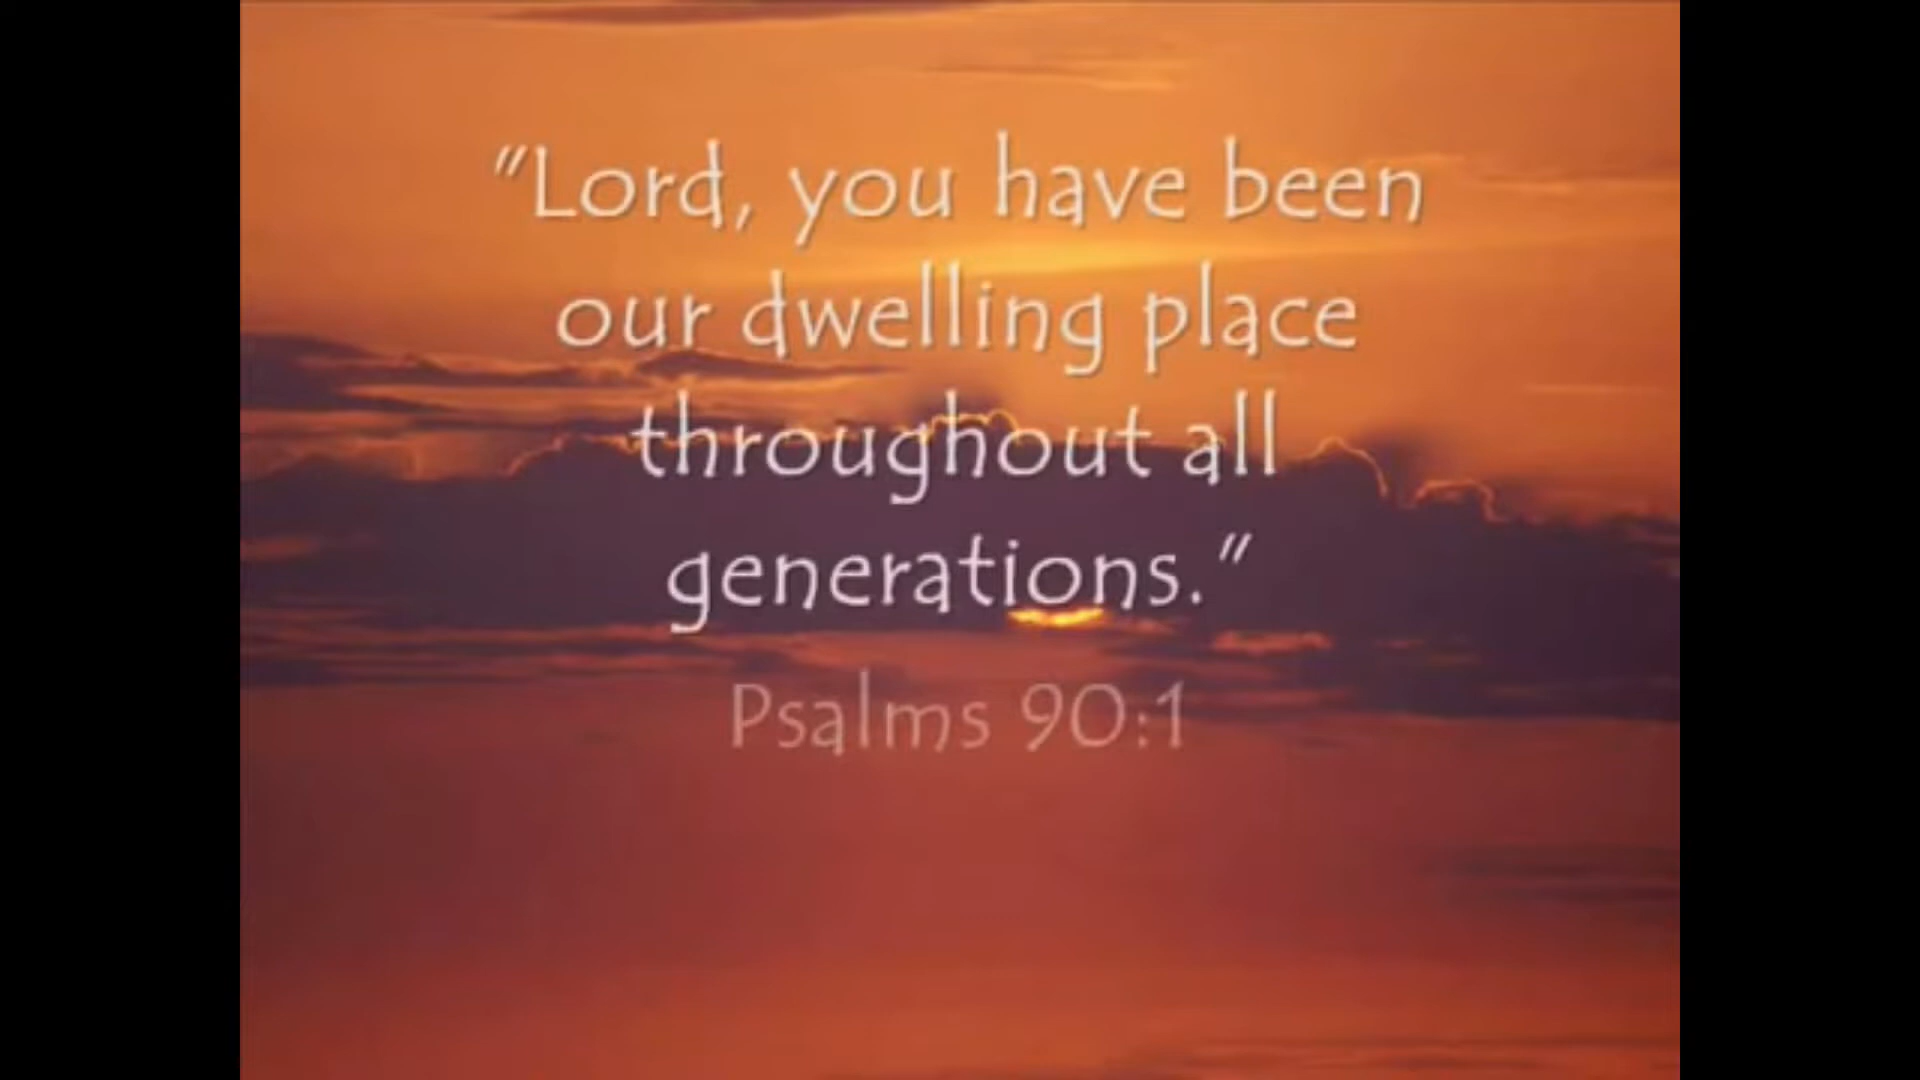 "Lord, you have been
our dwelling place
throughout all
generations."
Psalms 90:1